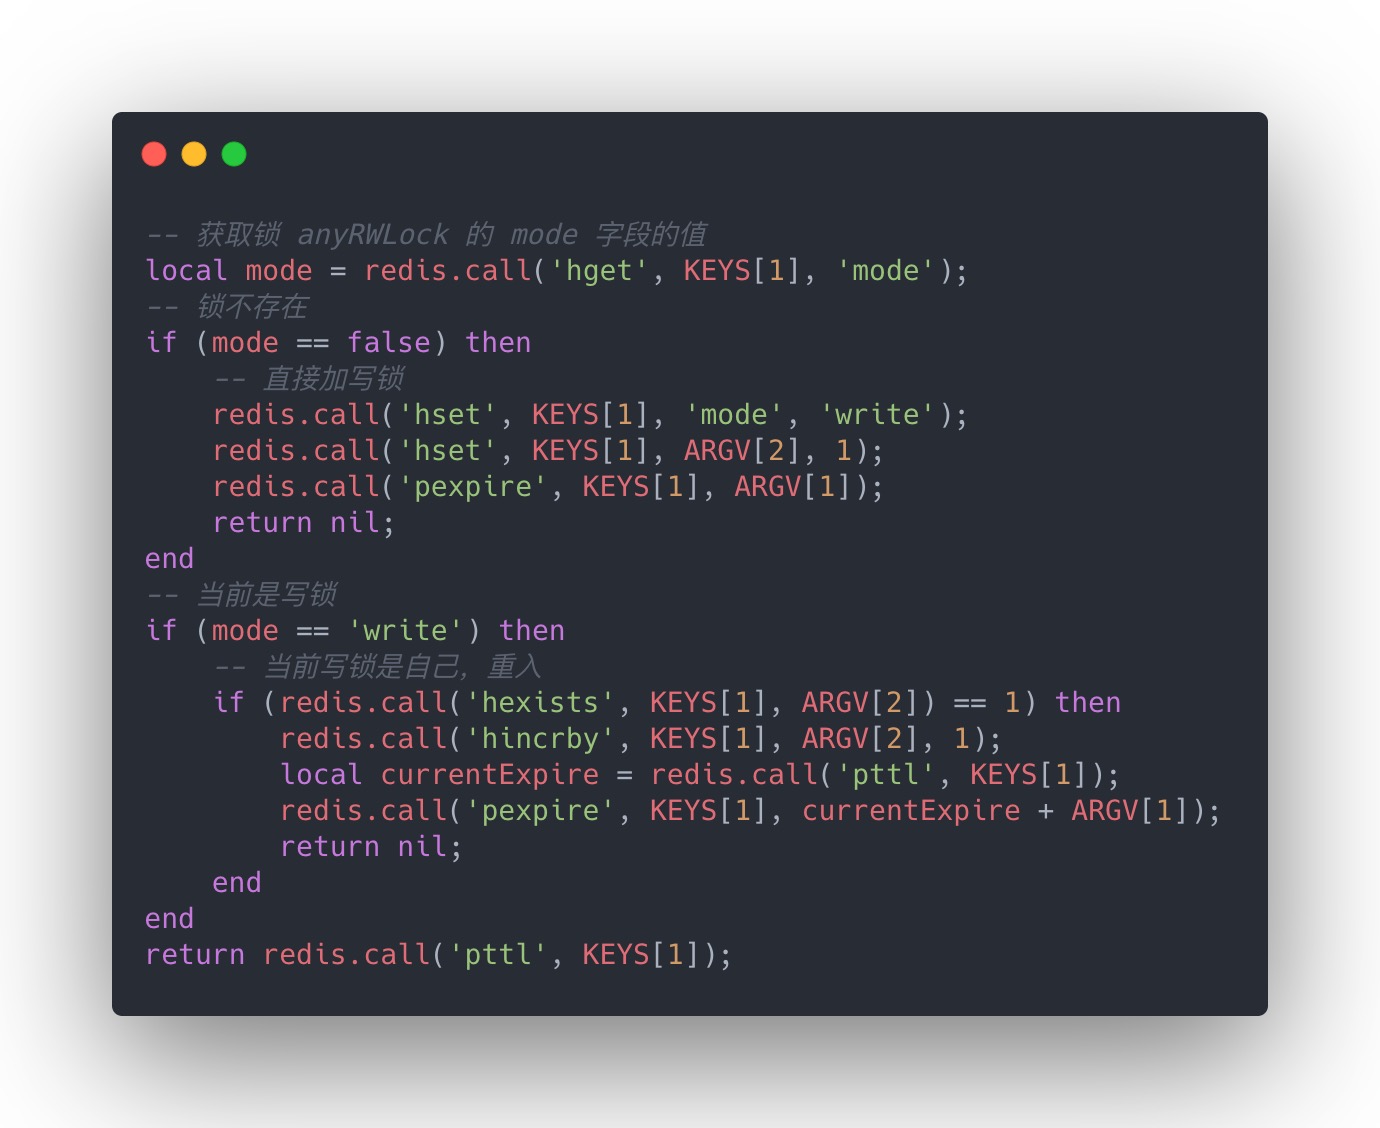 -- 获取锁 anyRWLock 的 mode 字段的值
local mode = redis.call('hget', KEYS[1], 'mode');
-- 锁不存在
if (mode == false) then
    -- 直接加写锁
    redis.call('hset', KEYS[1], 'mode', 'write');
    redis.call('hset', KEYS[1], ARGV[2], 1);
    redis.call('pexpire', KEYS[1], ARGV[1]);
    return nil;
end
-- 当前是写锁
if (mode == 'write') then
    -- 当前写锁是自己，重入
    if (redis.call('hexists', KEYS[1], ARGV[2]) == 1) then
        redis.call('hincrby', KEYS[1], ARGV[2], 1);
        local currentExpire = redis.call('pttl', KEYS[1]);
        redis.call('pexpire', KEYS[1], currentExpire + ARGV[1]);
        return nil;
    end
end
return redis.call('pttl', KEYS[1]);